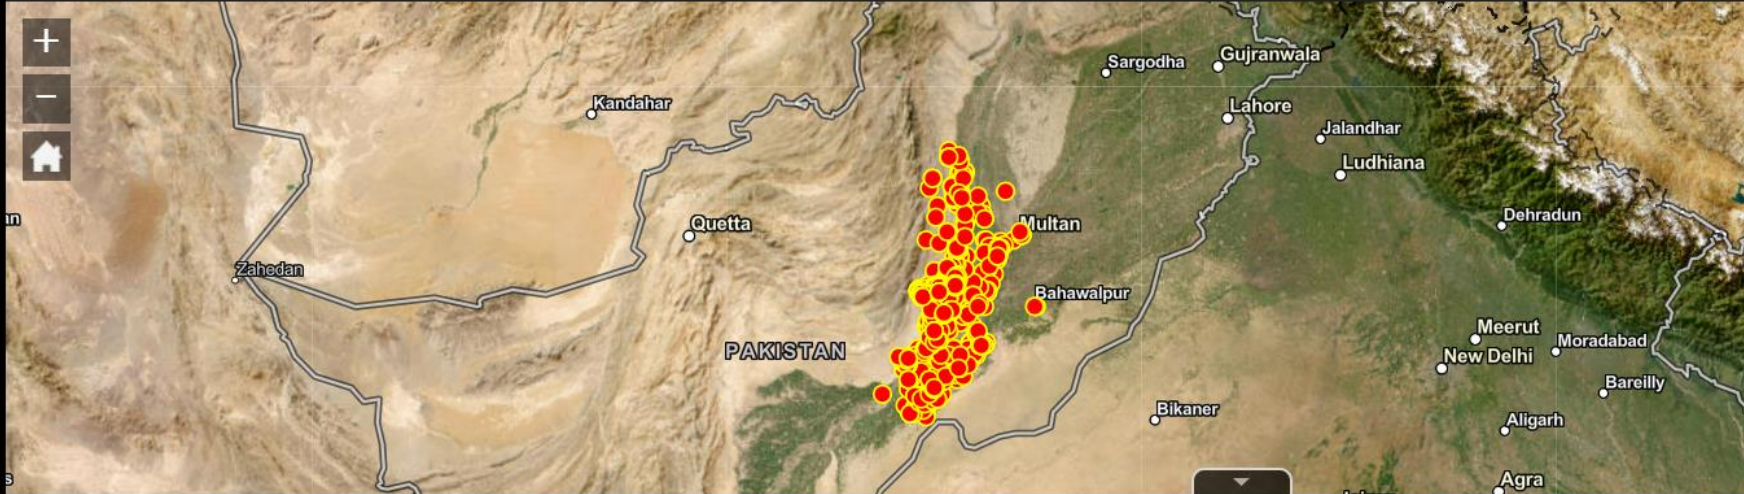 +
Sargodha
Gujranwala
−
Kandahar
Lahore
Jalandhar
Ludhiana
Quetta
Multan
Dehradun
Zahedan
Bahawalpur
PAKISTAN
Meerut
Moradabad
New Delhi
Bareilly
Bikaner
Aligarh
Agra